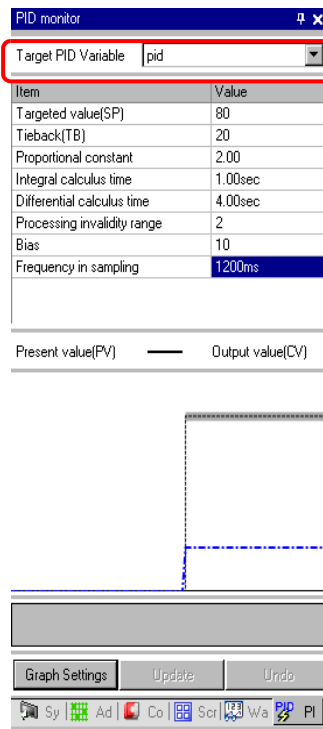 PID monitor
Target PID Variable pid
Item Value
Targeted value(SP) 80
Tieback(TB) 20
Proportional constant 2.00
Integral calculus time 1.00sec
Differential calculus time 4.00sec
Processing invalidity range 2
Bias 10
Frequency in sampling 1200ms
Present value(PV) Output value(CV)
Graph Settings Update Undo
Sy Ad Co Scr Wa PID PI